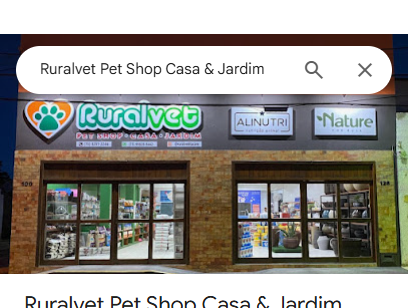 Ruralvet Pet Shop Casa & Jardim
Ruralvet
PET SHOP • CASA • JARDIM
ALINUTRI
Nature
Ruralvet Pet Shop Casa & Jardim